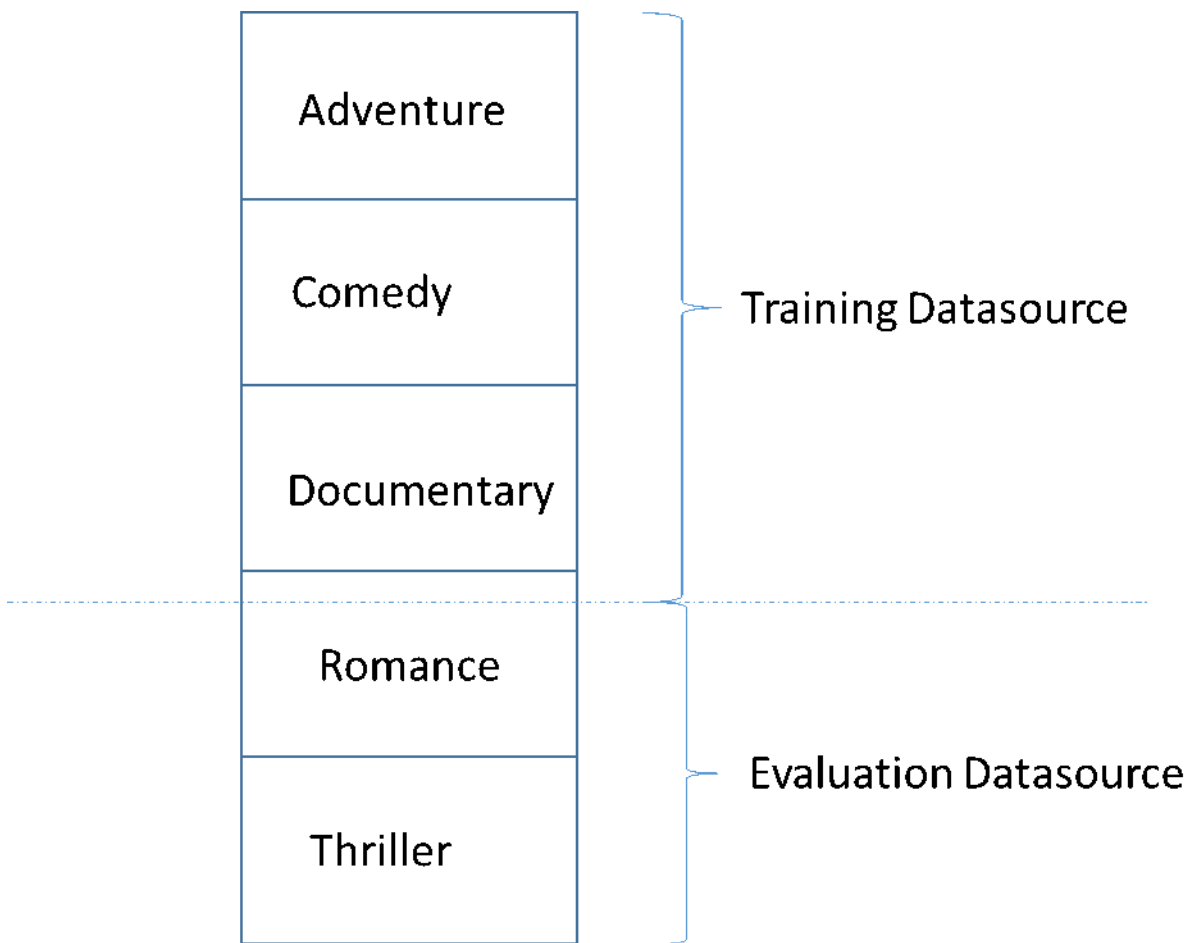 Adventure
Comedy
Training Datasource
Documentary
Romance
Evaluation Datasource
Thriller